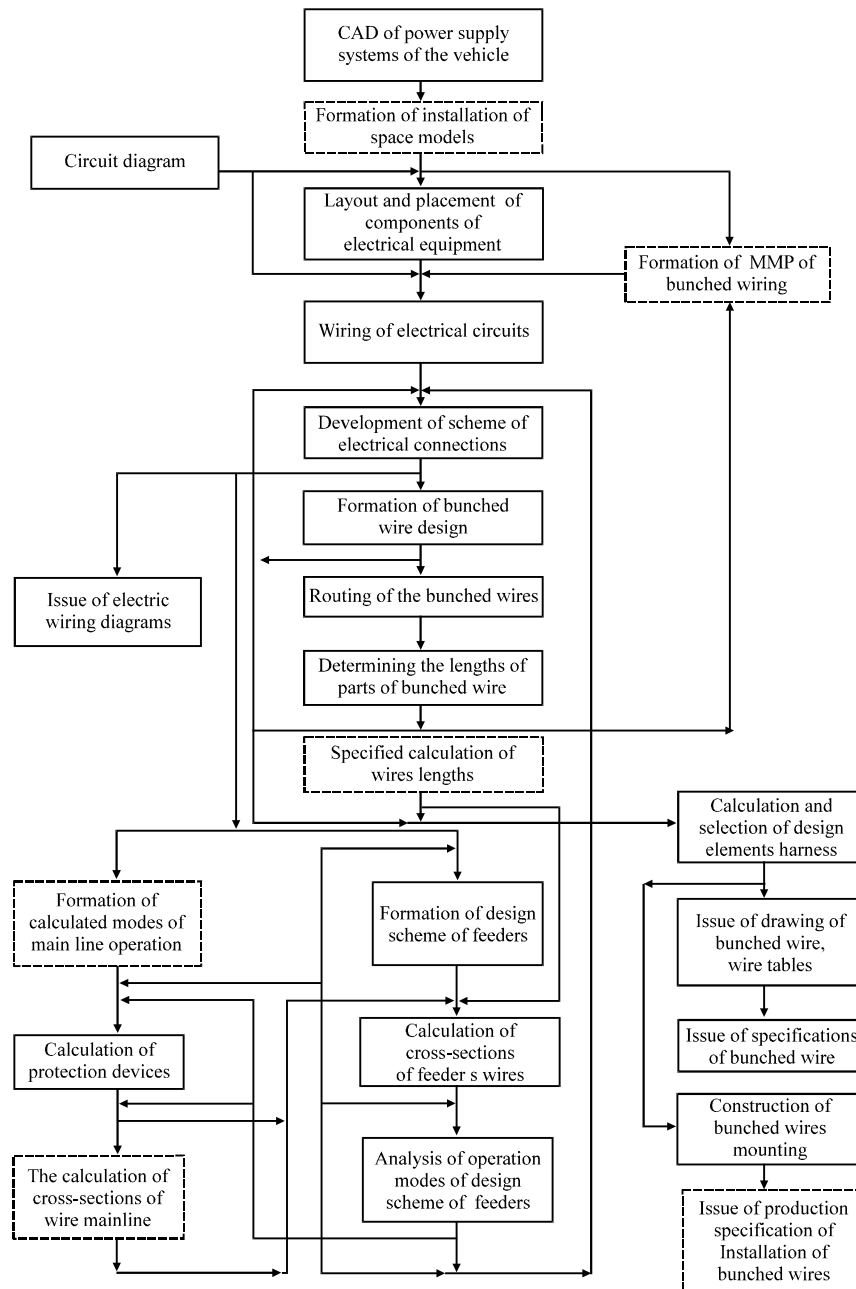 CAD of power supply
systems of the vehicle
Formation of installation of
space models
Circuit diagram
Layout and placement of
components of
electrical equipment
Formation of MMP of
bunched wiring
Wiring of electrical circuits
Development of scheme of
electrical connections
Formation of bunched
wire design
Issue of electric
wiring diagrams
Routing of the bunched wires
Determining the lengths of
parts of bunched wire
Specified calculation of
wires lengths
Calculation and
selection of design
elements harness
Formation of
calculated modes of
main line operation
Formation of design
scheme of feeders
Issue of drawing of
bunched wire,
wire tables
Calculation of
protection devices
Calculation of
cross-sections
of feeder s wires
Issue of specifications
of bunched wire
Construction of
bunched wires
mounting
The calculation of
cross-sections of
wire mainline
Analysis of operation
modes of design
scheme of feeders
Issue of production
specification of
Installation of
bunched wires